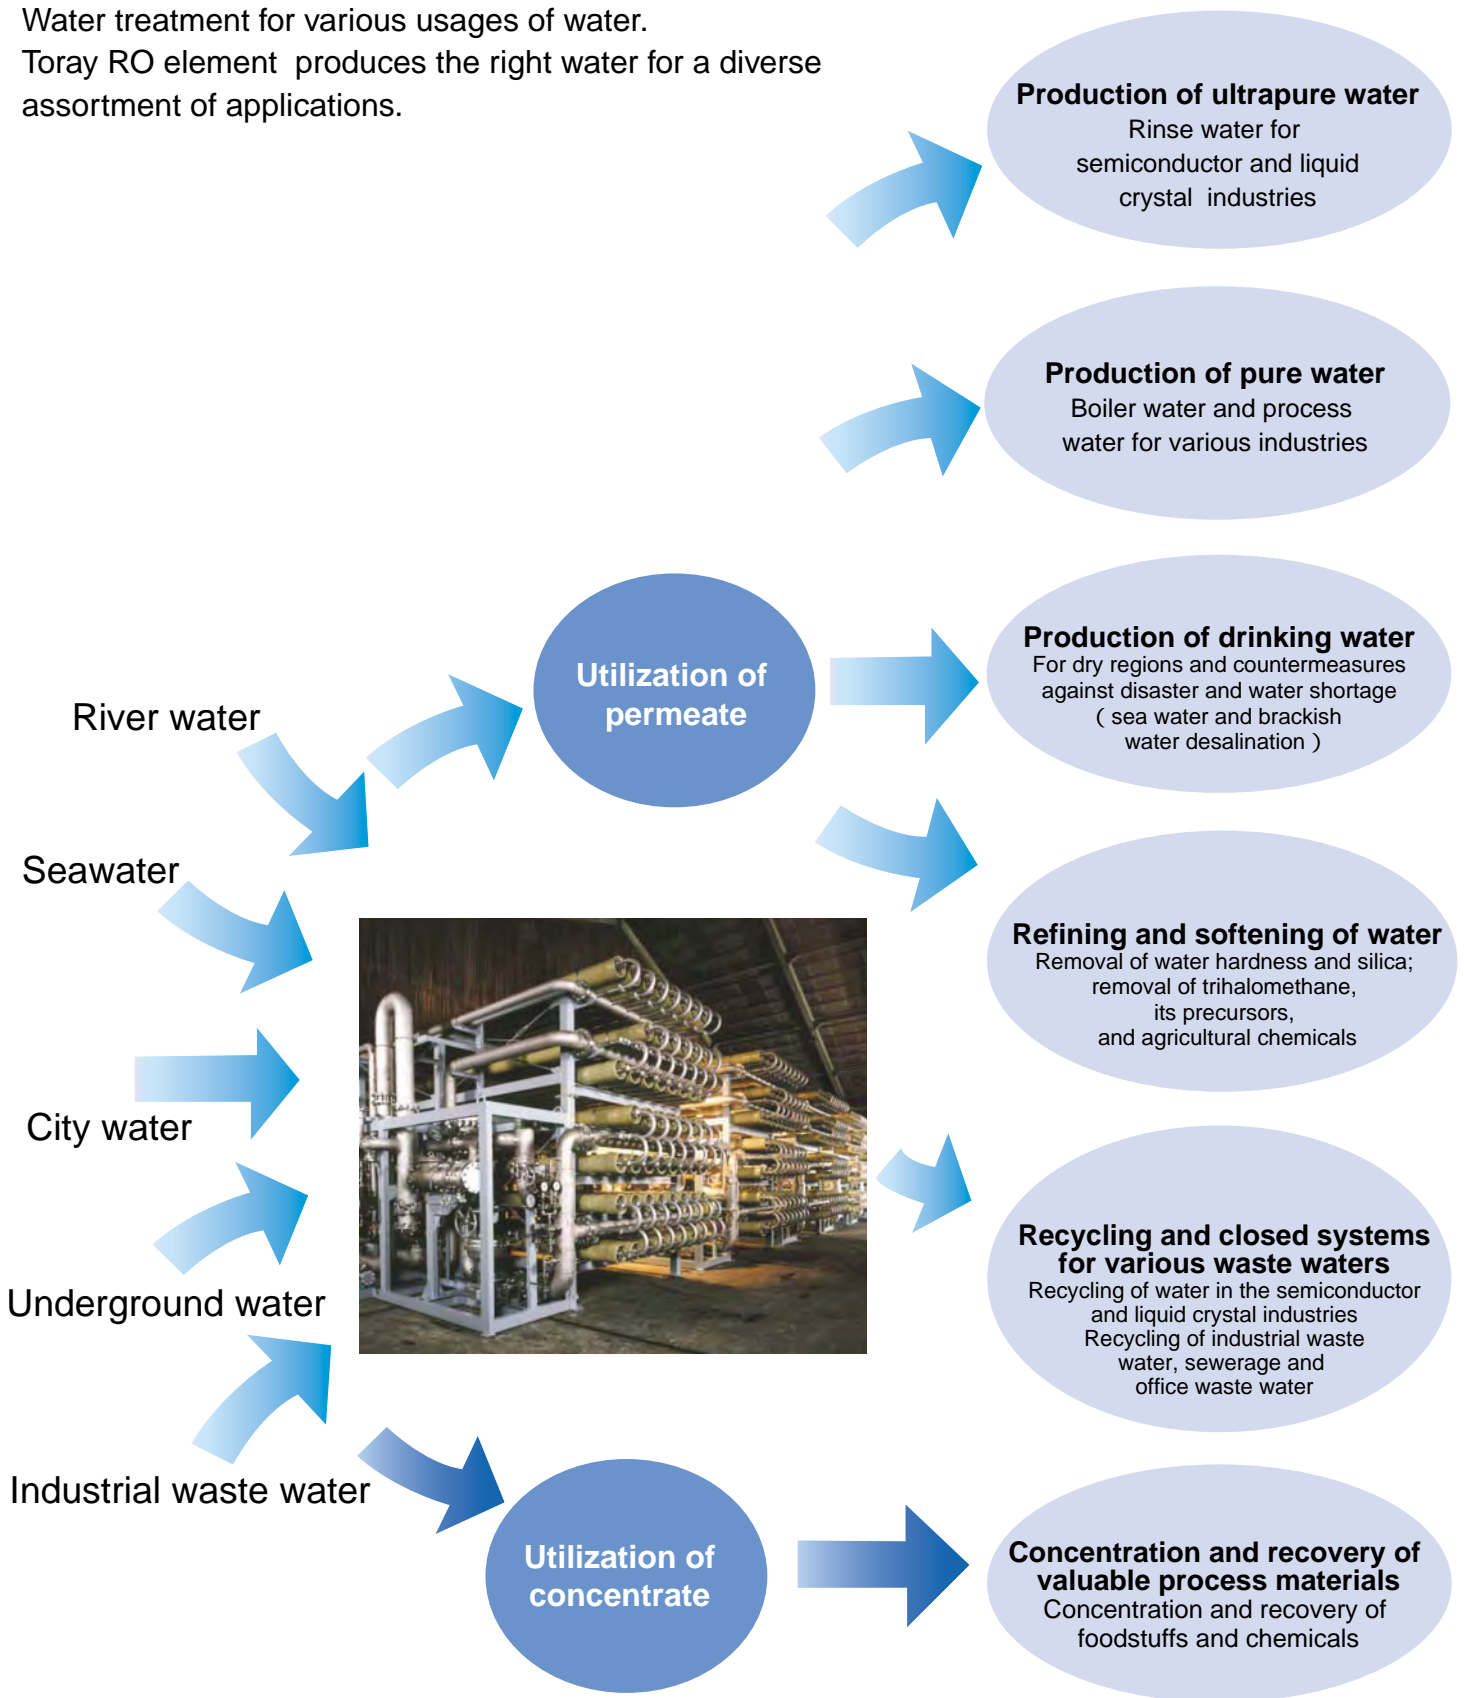 Water treatment for various usages of water.
Toray RO element produces the right water for a diverse
assortment of applications.
Production of ultrapure water
Rinse water for
semiconductor and liquid
crystal industries
Production of pure water
Boiler water and process
water for various industries
Utilization of
permeate
Production of drinking water
For dry regions and countermeasures
against disaster and water shortage
( sea water and brackish
water desalination )
River water
Seawater
City water
Underground water
Industrial waste water
Refining and softening of water
Removal of water hardness and silica;
removal of trihalomethane,
its precursors,
and agricultural chemicals
Recycling and closed systems
for various waste waters
Recycling of water in the semiconductor
and liquid crystal industries
Recycling of industrial waste
water, sewerage and
office waste water
Utilization of
concentrate
Concentration and recovery of
valuable process materials
Concentration and recovery of
foodstuffs and chemicals